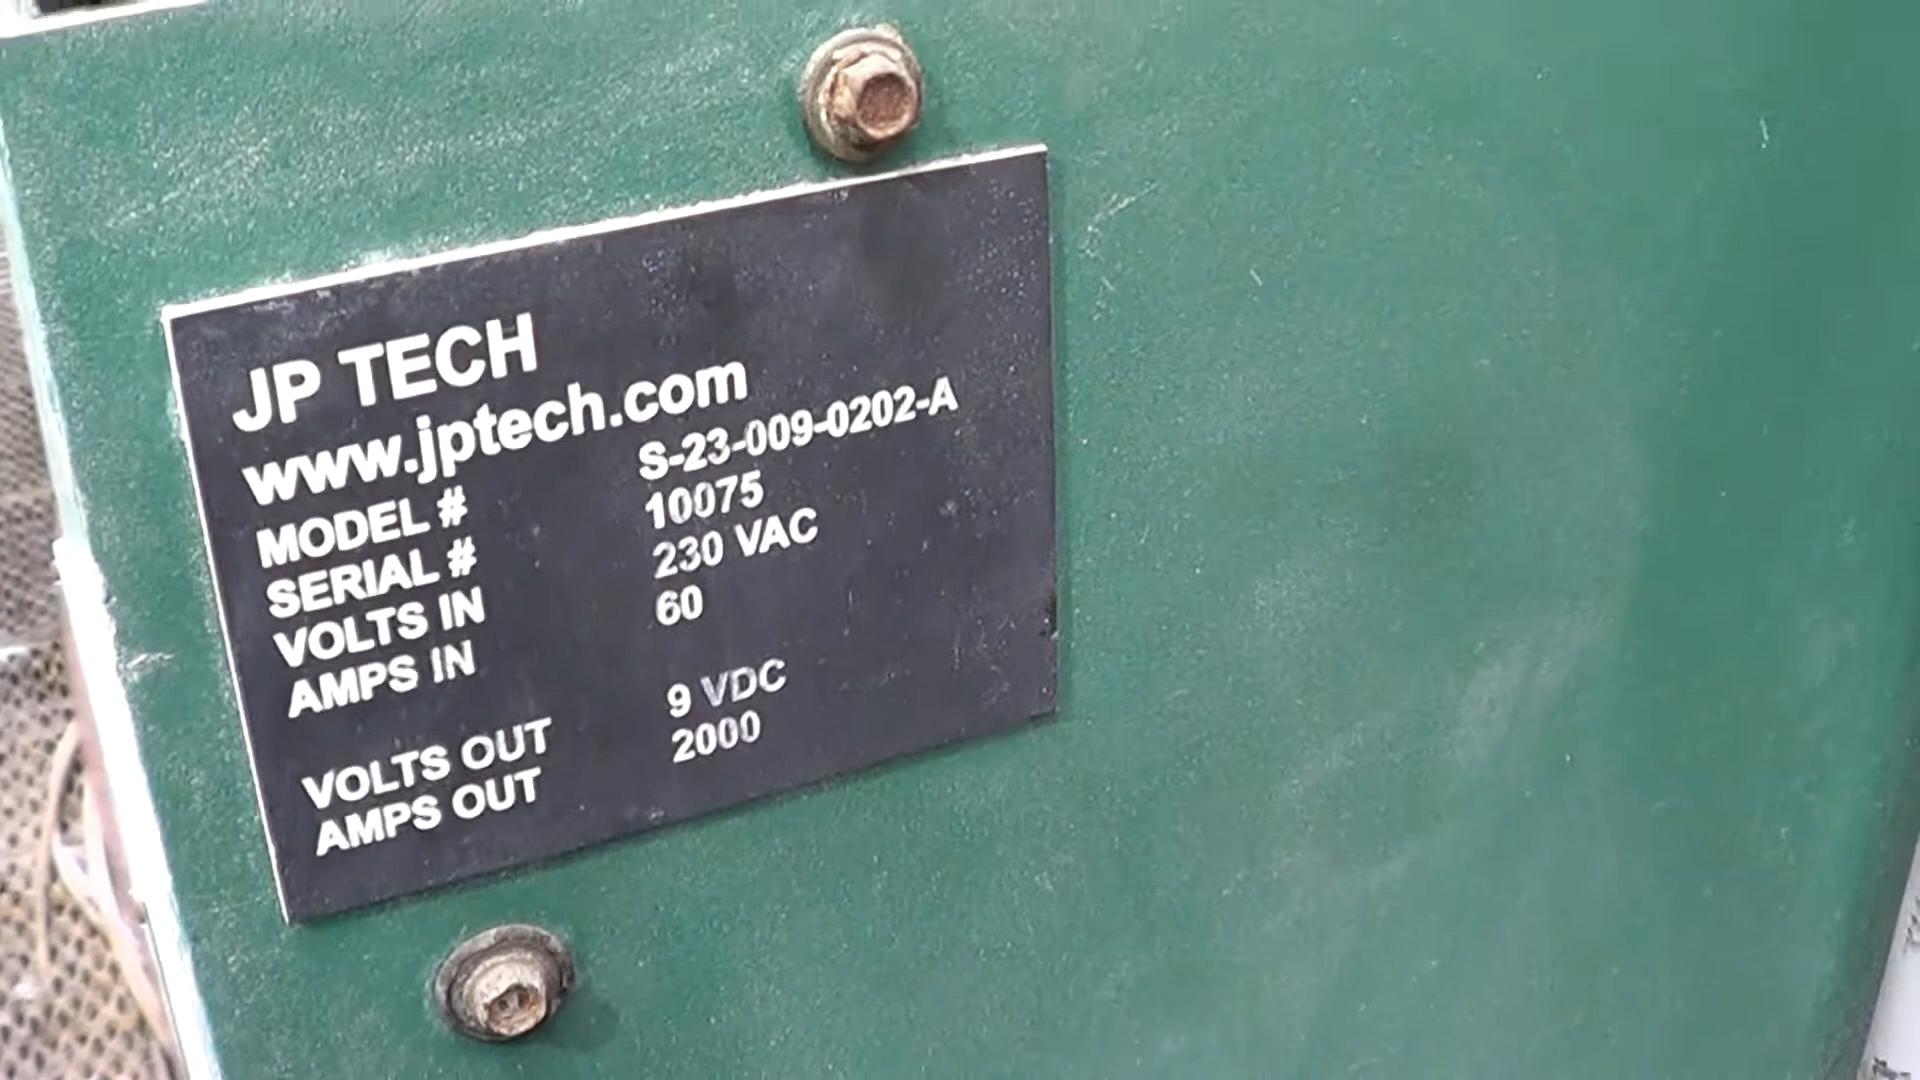 JP TECH
www.jptech.com
MODEL # S-23-009-0202-A
SERIAL # 10075
VOLTS IN 230 VAC
AMPS IN 60
VOLTS OUT 9 VDC
AMPS OUT 2000